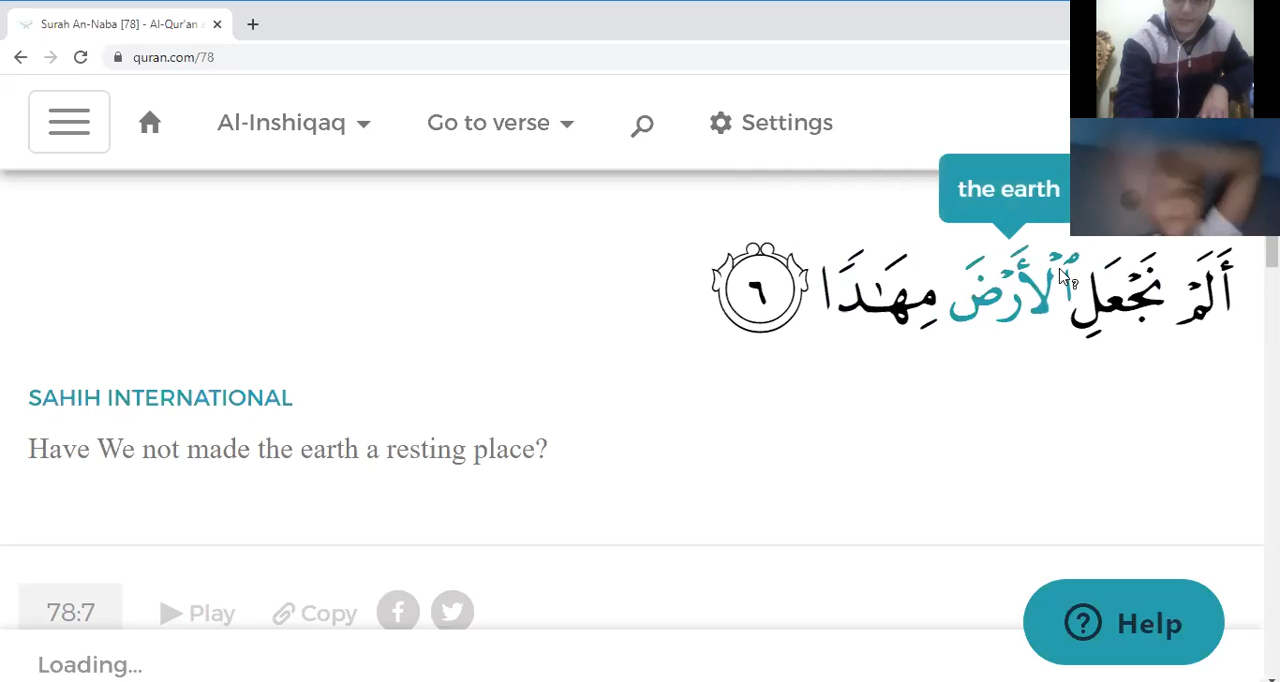 Surah An-Naba [78] - Al-Qur'an
quran.com/78
Al-Inshiqaq
Go to verse
Settings
the earth
أَلَمْ نَجْعَلِ ٱلْأَرْضَ مِهَـٰدًا ٦
SAHIH INTERNATIONAL
Have We not made the earth a resting place?
78:7
Play
Copy
Help
Loading...